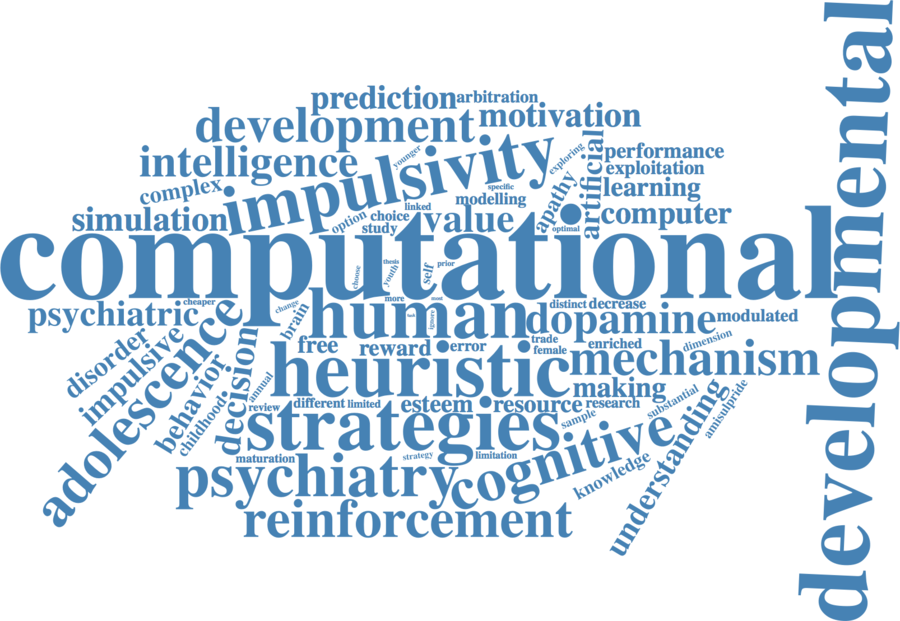 developmental
prediction
arbitration
development
motivation
intelligence
impulsivity
younger
exploring
artificial
performance
exploitation
complex
specific
apathy
learning
simulation
option
linked
modelling
choice
study
value
optimal
computer
computational
thesis
choose
youth
self
prior
more
must
psychiatric
cheaper
change
brain
human
lack
ignore
dopamine
distinct
decrease
modulated
disorder
impulsive
adolescence
behavior
childhood
decision
annual
free
reward
error
trade
female
enriched
dimension
heuristic
mechanism
making
review
different
limited
esteem
resource
research
sample
substantial
amisulpride
strategies
cognitive
understanding
maturation
strategy
limitation
knowledge
psychiatry
reinforcement